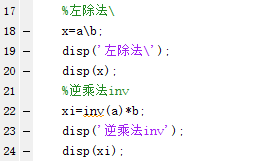 17 %左除法\
18 — x=a\b;
19 — disp('左除法\');
20 — disp(x);
21 %逆乘法inv
22 — xi=inv(a)*b;
23 — disp('逆乘法inv');
24 — disp(xi);